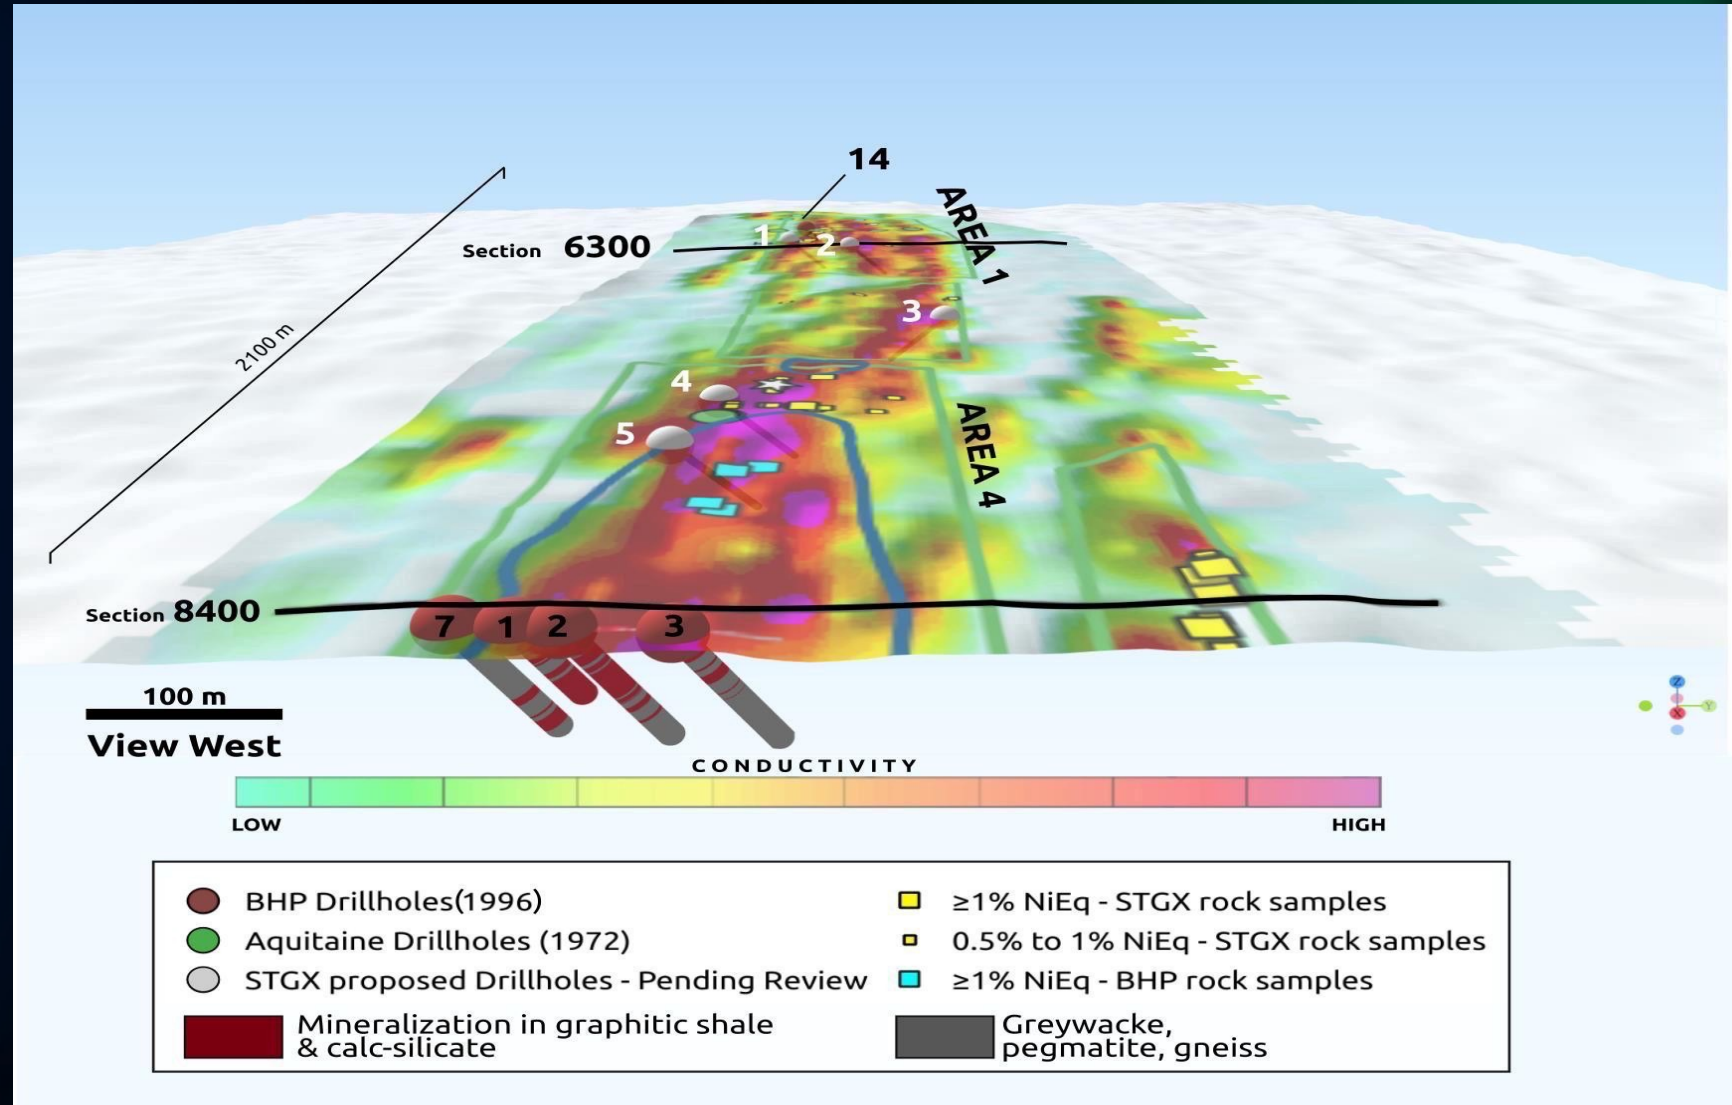 14
AREA 1
Section 6300
1
2
2100 m
3
4
AREA 4
5
Section 8400
7
1
2
3
100 m
View West
Z
X
Y
CONDUCTIVITY
LOW
HIGH
BHP Drillholes(1996)
Aquitaine Drillholes (1972)
STGX proposed Drillholes - Pending Review
Mineralization in graphitic shale
& calc-silicate
≥1% NiEq - STGX rock samples
0.5% to 1% NiEq - STGX rock samples
≥1% NiEq - BHP rock samples
Greywacke,
pegmatite, gneiss